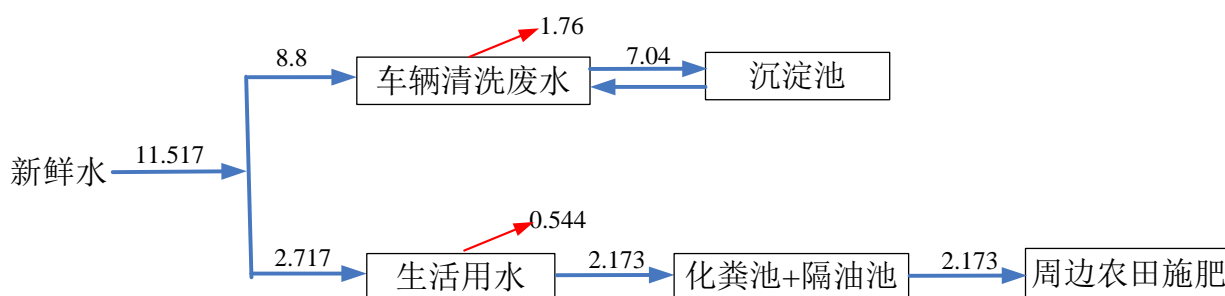 1.76
8.8
车辆清洗废水
7.04
沉淀池
新鲜水
11.517
0.544
2.717
生活用水
2.173
化粪池+隔油池
2.173
周边农田施肥